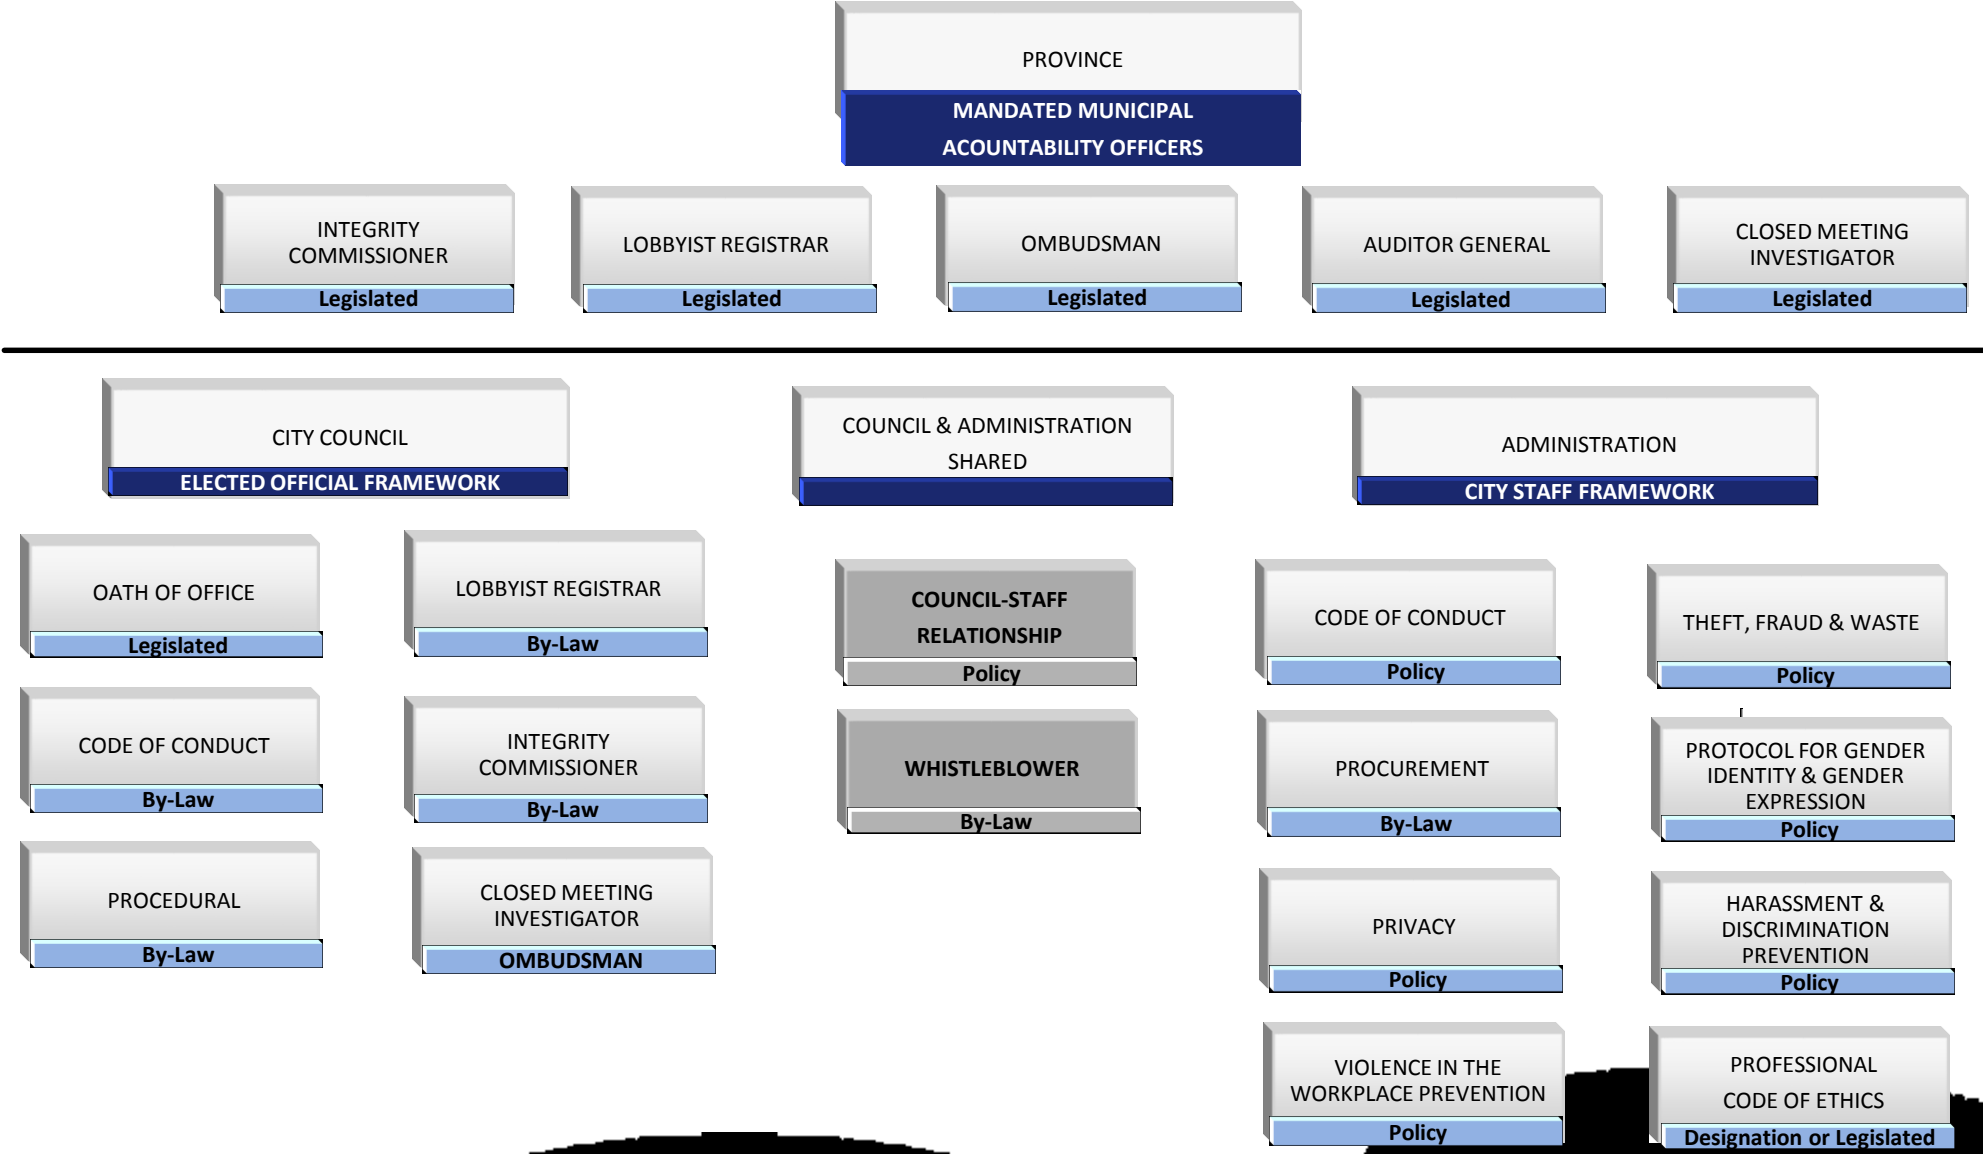 PROVINCE
MANDATED MUNICIPAL
ACOUNTABILITY OFFICERS
INTEGRITY
COMMISSIONER
Legislated
LOBBYIST REGISTRAR
Legislated
OMBUDSMAN
Legislated
AUDITOR GENERAL
Legislated
CLOSED MEETING
INVESTIGATOR
Legislated
CITY COUNCIL
ELECTED OFFICIAL FRAMEWORK
OATH OF OFFICE
Legislated
LOBBYIST REGISTRAR
By-Law
CODE OF CONDUCT
By-Law
INTEGRITY
COMMISSIONER
By-Law
PROCEDURAL
By-Law
CLOSED MEETING
INVESTIGATOR
OMBUDSMAN
COUNCIL & ADMINISTRATION
SHARED
COUNCIL-STAFF
RELATIONSHIP
Policy
WHISTLEBLOWER
By-Law
ADMINISTRATION
CITY STAFF FRAMEWORK
CODE OF CONDUCT
Policy
THEFT, FRAUD & WASTE
Policy
PROCUREMENT
By-Law
PROTOCOL FOR GENDER
IDENTITY & GENDER
EXPRESSION
Policy
PRIVACY
Policy
HARASSMENT &
DISCRIMINATION
PREVENTION
Policy
VIOLENCE IN THE
WORKPLACE PREVENTION
Policy
PROFESSIONAL
CODE OF ETHICS
Designation or Legislated